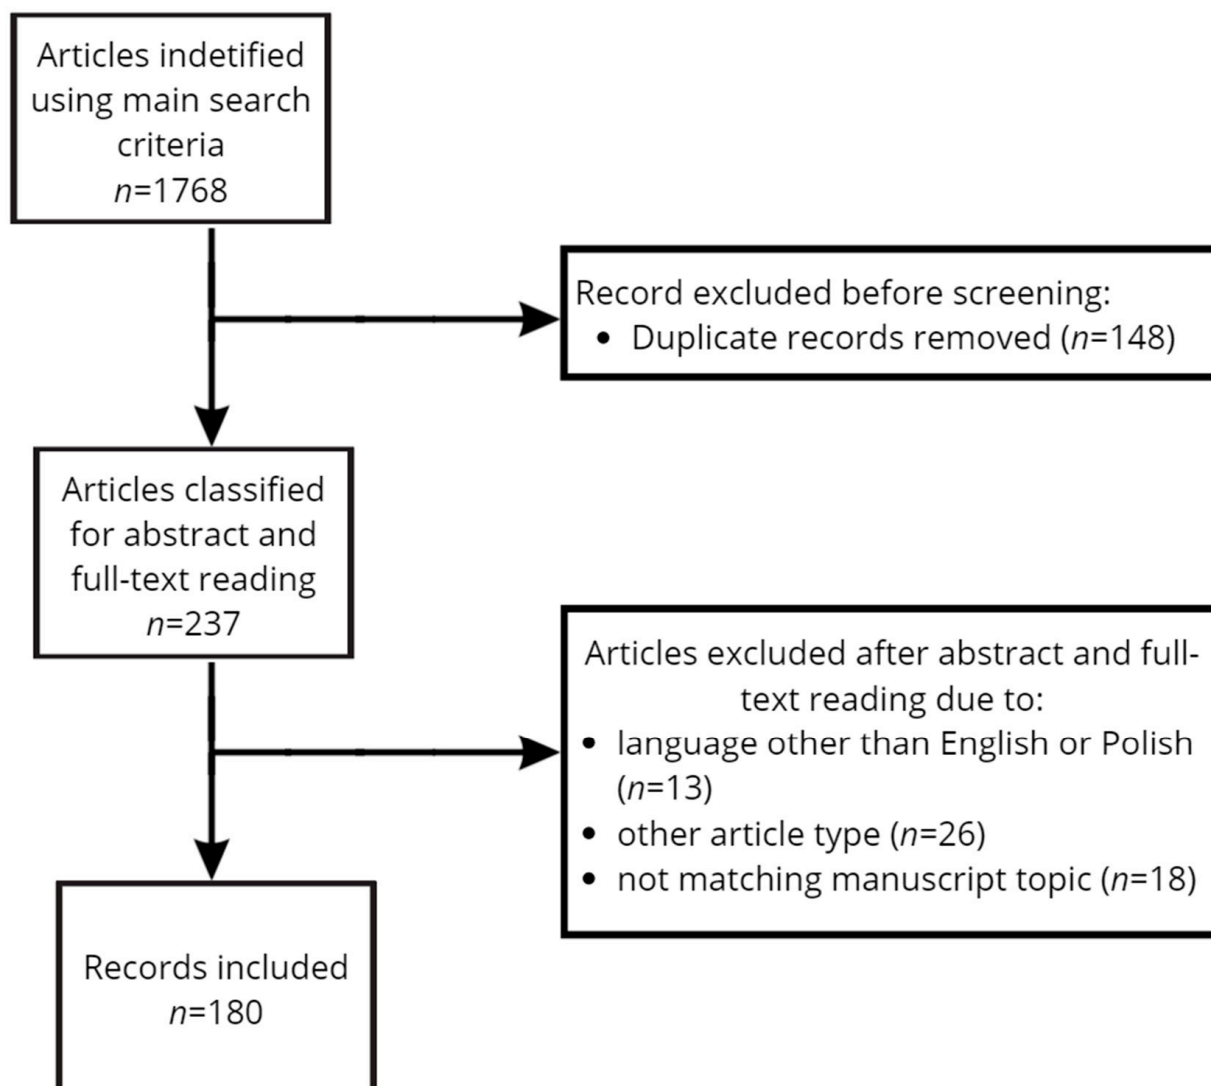 Articles indetified
using main search
criteria
n=1768
Record excluded before screening:
• Duplicate records removed (n=148)
Articles classified
for abstract and
full-text reading
n=237
Articles excluded after abstract and full-
text reading due to:
• language other than English or Polish
(n=13)
• other article type (n=26)
• not matching manuscript topic (n=18)
Records included
n=180